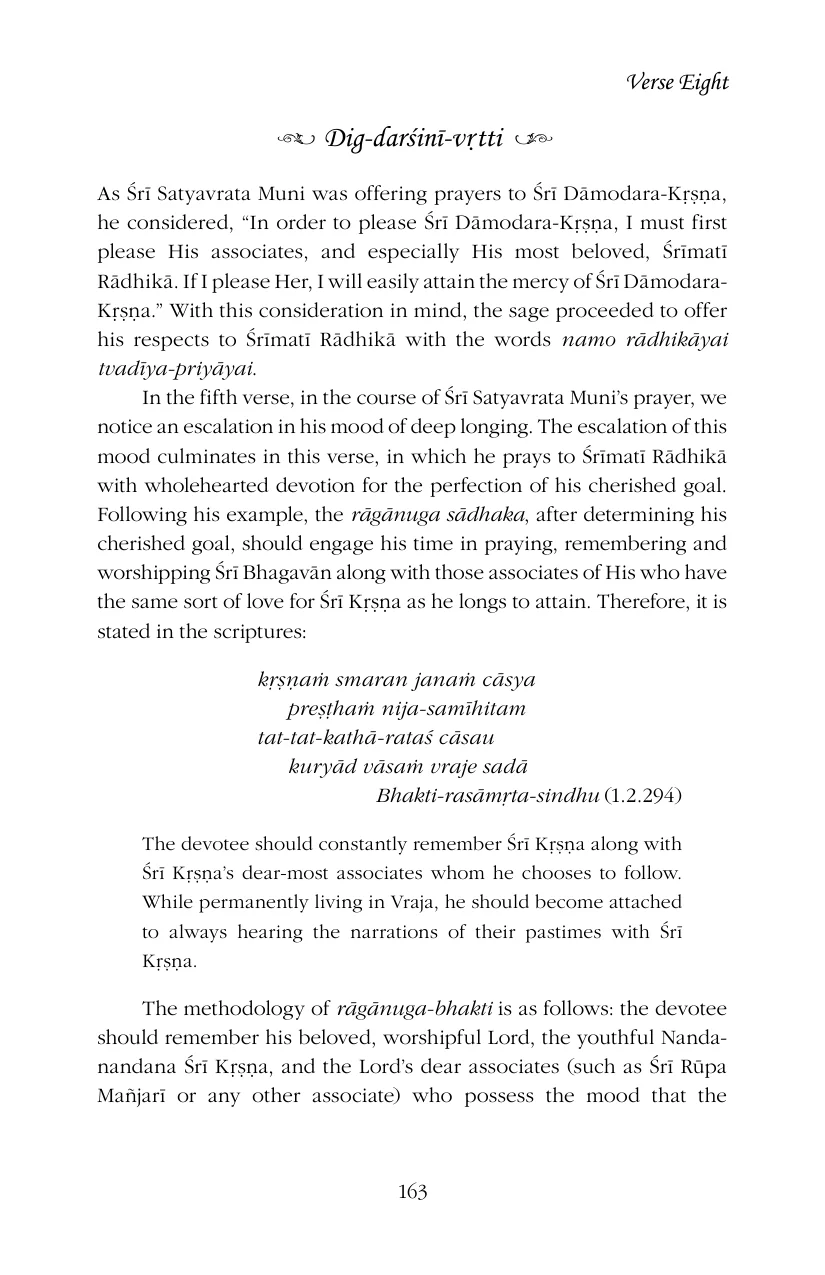 Verse Eight
Dig-darśinī-vṛtti
As Śrī Satyavrata Muni was offering prayers to Śrī Dāmodara-Kṛṣṇa,
he considered, “In order to please Śrī Dāmodara-Kṛṣṇa, I must first
please His associates, and especially His most beloved, Śrīmatī
Rādhikā. If I please Her, I will easily attain the mercy of Śrī Dāmodara-
Kṛṣṇa.” With this consideration in mind, the sage proceeded to offer
his respects to Śrīmatī Rādhikā with the words namo rādhikāyai
tvadīya-priyāyai.
In the fifth verse, in the course of Śrī Satyavrata Muni’s prayer, we
notice an escalation in his mood of deep longing. The escalation of this
mood culminates in this verse, in which he prays to Śrīmatī Rādhikā
with wholehearted devotion for the perfection of his cherished goal.
Following his example, the rāgānuga sādhaka, after determining his
cherished goal, should engage his time in praying, remembering and
worshipping Śrī Bhagavān along with those associates of His who have
the same sort of love for Śrī Kṛṣṇa as he longs to attain. Therefore, it is
stated in the scriptures:
kṛṣṇaṁ smaran janaṁ cāsya
preṣṭhaṁ nija-samīhitam
tat-tat-kathā-rataś cāsau
kuryād vāsaṁ vraje sadā
Bhakti-rasāmṛta-sindhu (1.2.294)
The devotee should constantly remember Śrī Kṛṣṇa along with
Śrī Kṛṣṇa’s dear-most associates whom he chooses to follow.
While permanently living in Vraja, he should become attached
to always hearing the narrations of their pastimes with Śrī
Kṛṣṇa.
The methodology of rāgānuga-bhakti is as follows: the devotee
should remember his beloved, worshipful Lord, the youthful Nanda-
nandana Śrī Kṛṣṇa, and the Lord’s dear associates (such as Śrī Rūpa
Mañjarī or any other associate) who possess the mood that the
163